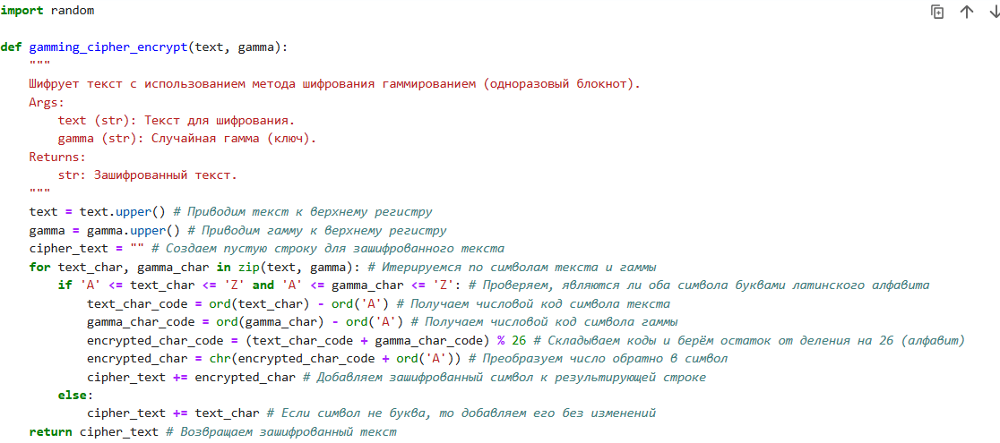 import random

def gamming_cipher_encrypt(text, gamma):
    """
    Шифрует текст с использованием метода шифрования гаммированием (одноразовый блокнот).
    Args:
        text (str): Текст для шифрования.
        gamma (str): Случайная гамма (ключ).
    Returns:
        str: Зашифрованный текст.
    """
    text = text.upper() # Приводим текст к верхнему регистру
    gamma = gamma.upper() # Приводим гамму к верхнему регистру
    cipher_text = "" # Создаем пустую строку для зашифрованного текста
    for text_char, gamma_char in zip(text, gamma): # Итерируемся по символам текста и гаммы
        if 'A' <= text_char <= 'Z' and 'A' <= gamma_char <= 'Z': # Проверяем, являются ли оба символа буквами латинского алфавита
            text_char_code = ord(text_char) - ord('A') # Получаем числовой код символа текста
            gamma_char_code = ord(gamma_char) - ord('A') # Получаем числовой код символа гаммы
            encrypted_char_code = (text_char_code + gamma_char_code) % 26 # Складываем коды и берём остаток от деления на 26 (алфавит)
            encrypted_char = chr(encrypted_char_code + ord('A')) # Преобразуем число обратно в символ
            cipher_text += encrypted_char # Добавляем зашифрованный символ к результирующей строке
        else:
            cipher_text += text_char # Если символ не буква, то добавляем его без изменений
    return cipher_text # Возвращаем зашифрованный текст